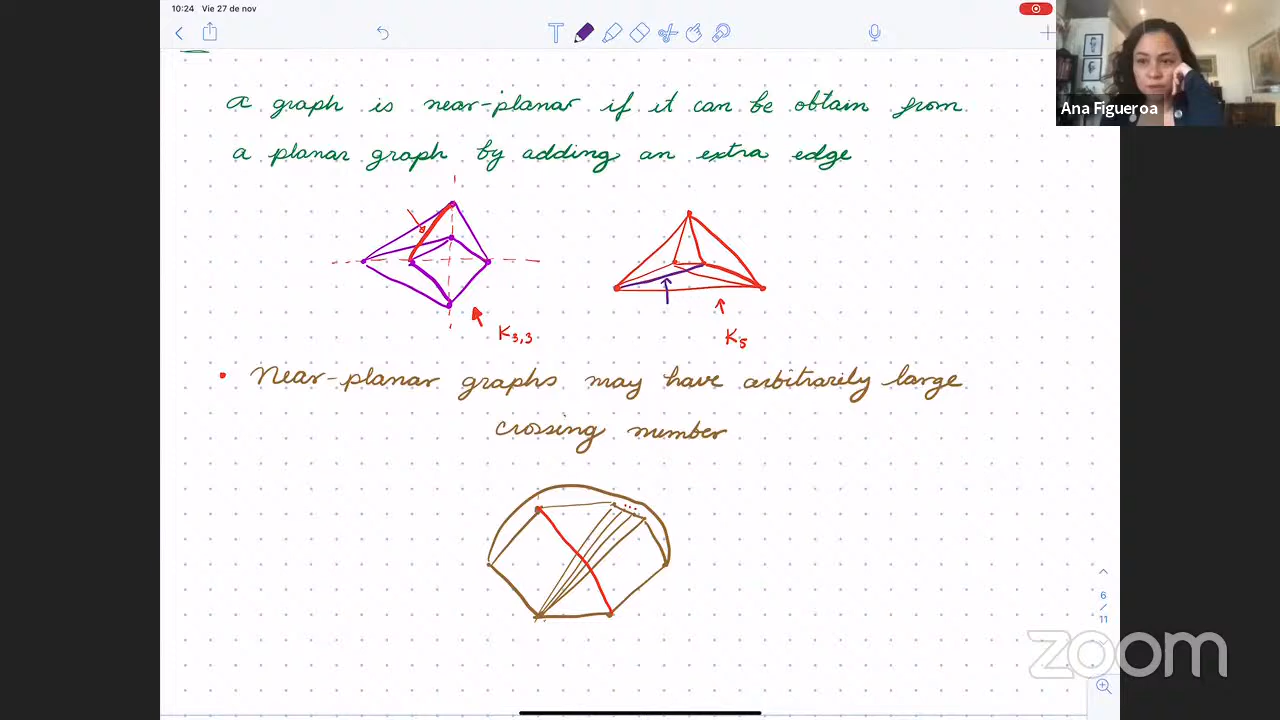 10:24 Vie 27 de nov
T
Ana Figueroa
a graph is near-planar if it can be obtain from
a planar graph by adding an extra edge
K3,3
K5
• Near-planar graphs may have arbitrarily large
crossing number
6
/
11
zoom